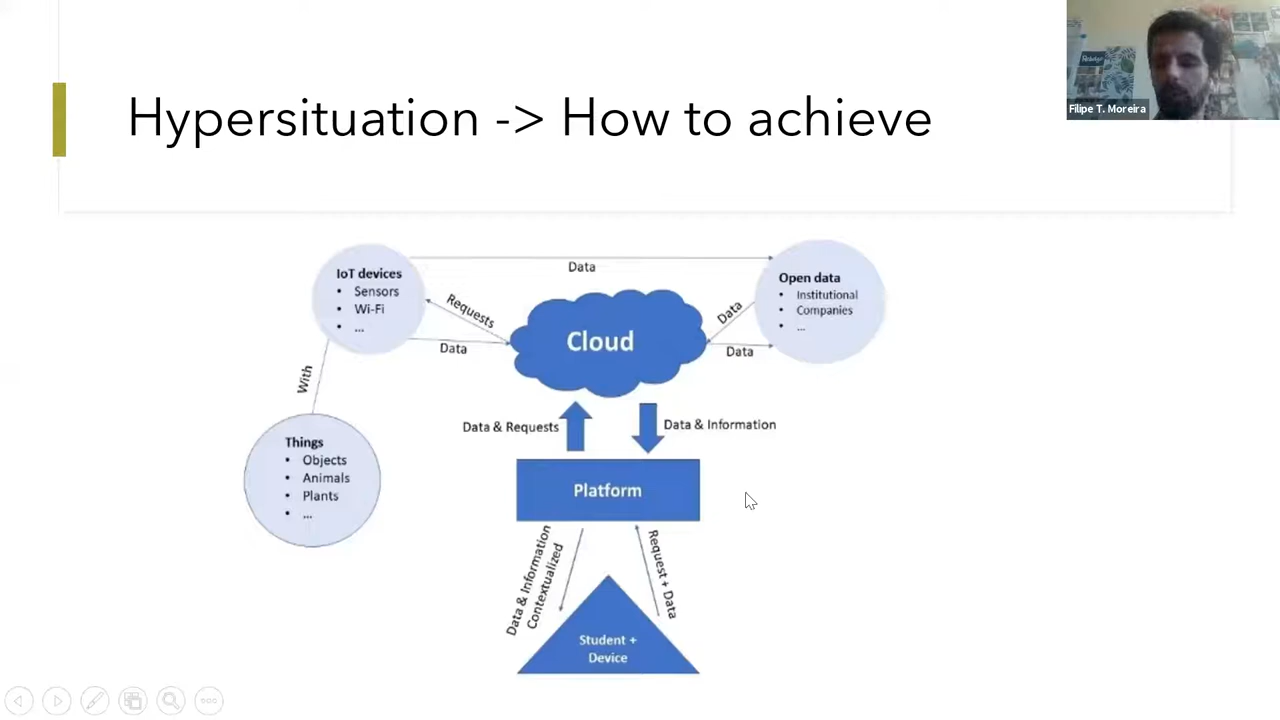 Hypersituation -> How to achieve
Filipe T. Moreira
IoT devices
• Sensors
• Wi-Fi
• ...
Data
Open data
• Institutional
• Companies
• ...
Requests
Data
Cloud
Data
Data
With
Things
• Objects
• Animals
• Plants
• ...
Data & Requests
Data & Information
Platform
Data & Information
Contextualized
Request + Data
Student +
Device